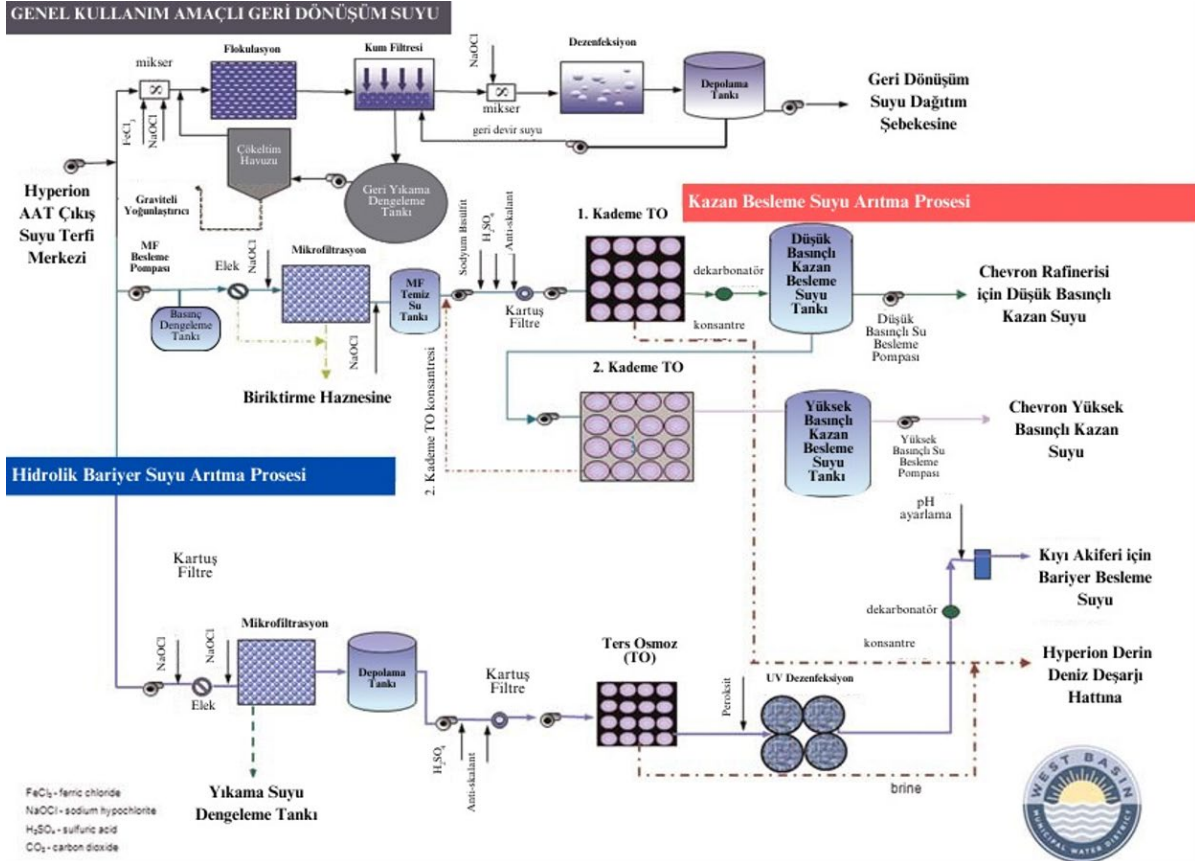 GENEL KULLANIM AMAÇLI GERİ DÖNÜŞÜM SUYU
mikser
Flokulasyon
Kum Filtresi
NaOCl
Dezenfeksiyon
FeCl3
NaOCl
mikser
Depolama
Tankı
Geri Dönüşüm
Suyu Dağıtım
Şebekesine
geri devir suyu
Çökeltim
Havuzu
Geri Yıkama
Dengeleme
Tankı
Hyperion
AAT Çıkış
Suyu Terfi
Merkezi
Graviteli
Yoğunlaştırıcı
Kazan Besleme Suyu Arıtma Prosesi
MF
Besleme
Pompası
Elek
NaOCl
Mikrofiltrasyon
Basınç
Dengeleme
Tankı
NaOCl
MF
Temiz
Su
Tankı
Sodyum Basülfit
H2SO4
Anti-skalant
Kartuş
Filtre
1. Kademe TO
dekarbonatör
konsantre
Düşük
Basınçlı
Kazan
Besleme
Suyu
Tankı
Düşük
Basınçlı Su
Besleme
Pompası
Chevron Rafinerisi
için Düşük Basınçlı
Kazan Suyu
Biriktirme Haznesine
2. Kademe TO konsantresi
2. Kademe TO
Yüksek
Basınçlı
Kazan
Besleme
Suyu
Tankı
Yüksek
Basınçlı Su
Besleme
Pompası
Chevron Yüksek
Basınçlı Kazan
Suyu
Hidrolik Bariyer Suyu Arıtma Prosesi
Kartuş
Filtre
NaOCl
NaOCl
Elek
Mikrofiltrasyon
Depolama
Tankı
H2SO4
Anti-skalant
Kartuş
Filtre
Ters Osmoz
(TO)
Peroksit
UV Dezenfeksiyon
pH
ayarlama
dekarbonatör
konsantre
Kıyı Akiferi için
Bariyer Besleme
Suyu
Hyperion Derin
Deniz Deşarjı
Hattına
brine
Yıkama Suyu
Dengeleme Tankı
FeCl3 - ferric chloride
NaOCl - sodium hypochlorite
H2SO4 - sulfuric acid
CO2 - carbon dioxide
WEST BASIN
MUNICIPAL WATER DISTRICT